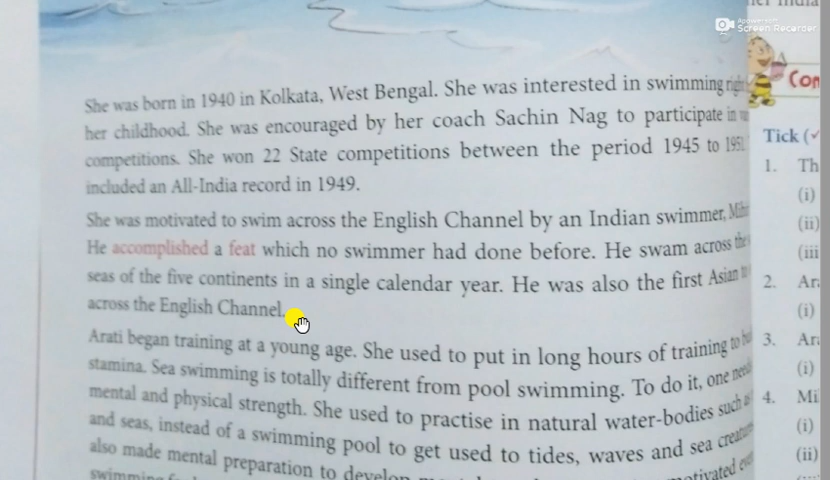 Apowersoft
Screen Recorder
She was born in 1940 in Kolkata, West Bengal. She was interested in swimming right
her childhood. She was encouraged by her coach Sachin Nag to participate in
competitions. She won 22 State competitions between the period 1945 to 1951
included an All-India record in 1949.
She was motivated to swim across the English Channel by an Indian swimmer,
He accomplished a feat which no swimmer had done before. He swam across the
seas of the five continents in a single calendar year. He was also the first Asian to
across the English Channel.
Arati began training at a young age. She used to put in long hours of training to
stamina. Sea swimming is totally different from pool swimming. To do it, one
mental and physical strength. She used to practise in natural water-bodies such as
and seas, instead of a swimming pool to get used to tides, waves and sea
also made mental preparation to develop motivated
swimming
Tick (✓
1. Th
(i)
(ii)
(iii
2. Ar
(i)
3. Ar
(i)
4. Mi
(i)
(ii)